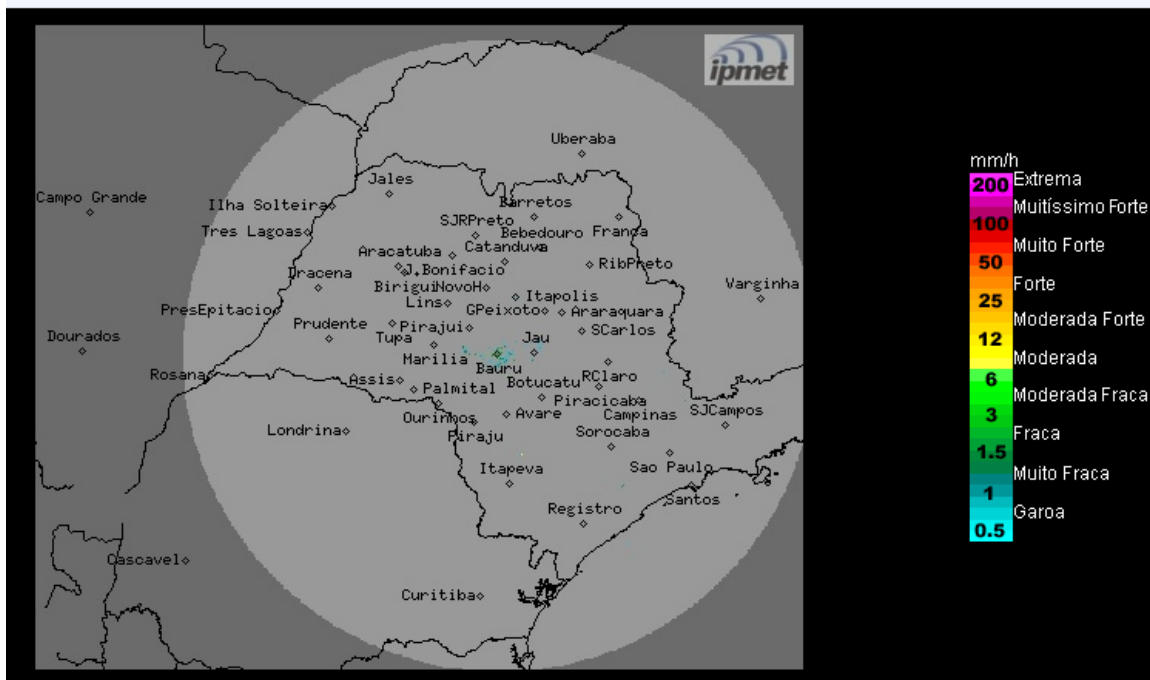 ipmet
Uberaba
Jales
Campo Grande
Ilha Solteira
Barretos
SJRPreto
Tres Lagoas
Bebedouro
Franca
Catanduva
Aracatuba
J.Bonifacio
RibPreto
Dracena
Varginha
Birigui
NovoH
Itapolis
Lins
PresEpitacio
GPeixoto
Araraquara
Prudente
Pirajui
SCarlos
Dourados
Tupa
Jau
Marilia
Bauru
Rosana
Assis
RClaro
Botucatu
Palmital
Piracicaba
SJCampos
Ourinhos
Avare
Campinas
Londrina
Piraju
Sorocaba
Itapeva
Sao Paulo
Santos
Registro
Cascavel
Curitiba
mm/h
200 Extrema
Muitíssimo Forte
100
Muito Forte
50
Forte
25
Moderada Forte
12
Moderada
6
Moderada Fraca
3
Fraca
1.5
Muito Fraca
1
Garoa
0.5